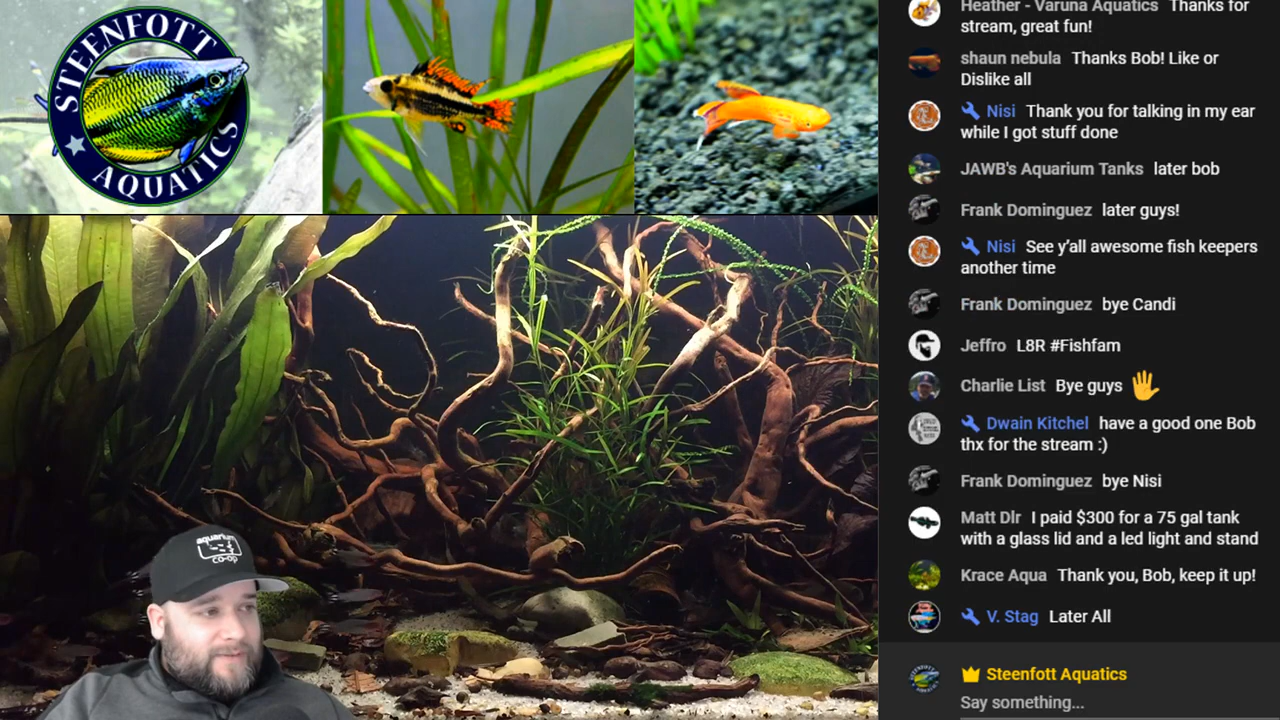 STEENFOTT
AQUATICS
aquarium
co-op
Heather - Varuna Aquatics Thanks for
stream, great fun!
shaun nebula Thanks Bob! Like or
Dislike all
Nisi Thank you for talking in my ear
while I got stuff done
JAWB's Aquarium Tanks later bob
Frank Dominguez later guys!
Nisi See y'all awesome fish keepers
another time
Frank Dominguez bye Candi
Jeffro L8R #Fishfam
Charlie List Bye guys 🖐
Dwain Kitchel have a good one Bob
thx for the stream :)
Frank Dominguez bye Nisi
Matt Dlr I paid $300 for a 75 gal tank
with a glass lid and a led light and stand
Krace Aqua Thank you, Bob, keep it up!
V. Stag Later All
Steenfott Aquatics
Say something...